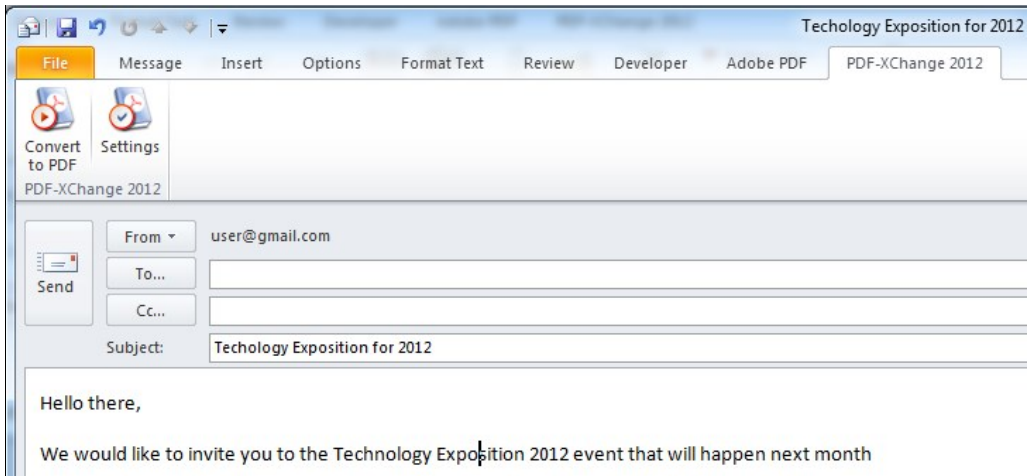 Techology Exposition for 2012
File Message Insert Options Format Text Review Developer Adobe PDF PDF-XChange 2012
Convert to PDF
Settings
PDF-XChange 2012
Send
From user@gmail.com
To...
Cc...
Subject: Techology Exposition for 2012
Hello there,
We would like to invite you to the Technology Exposition 2012 event that will happen next month